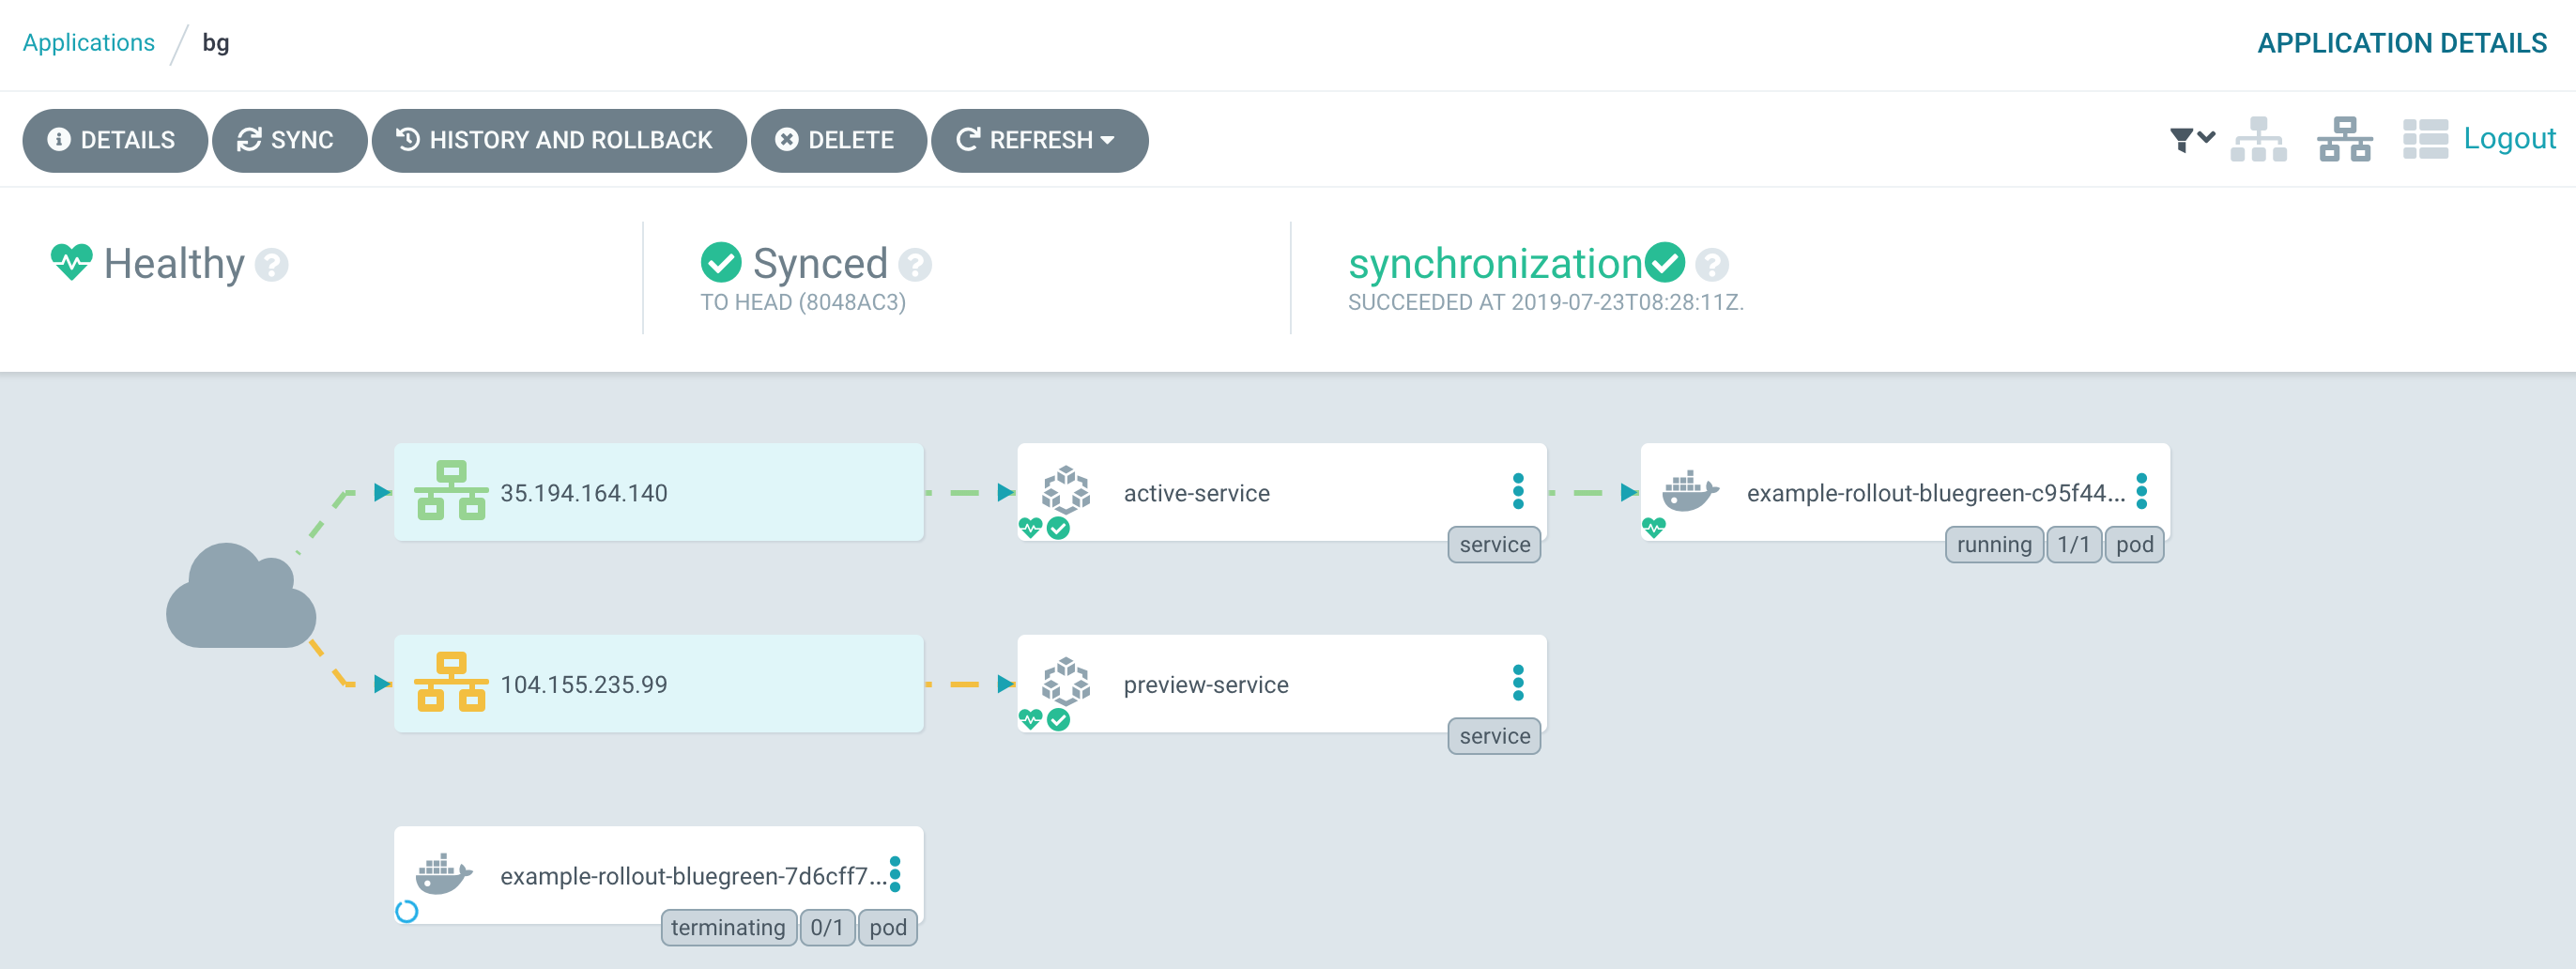 Applications / bg
APPLICATION DETAILS
DETAILS
SYNC
HISTORY AND ROLLBACK
DELETE
REFRESH
Logout
Healthy ?
Synced ?
TO HEAD (8048AC3)
synchronization ?
SUCCEEDED AT 2019-07-23T08:28:11Z.
35.194.164.140
active-service
service
example-rollout-bluegreen-c95f44...
running 1/1 pod
104.155.235.99
preview-service
service
example-rollout-bluegreen-7d6cff7...
terminating 0/1 pod